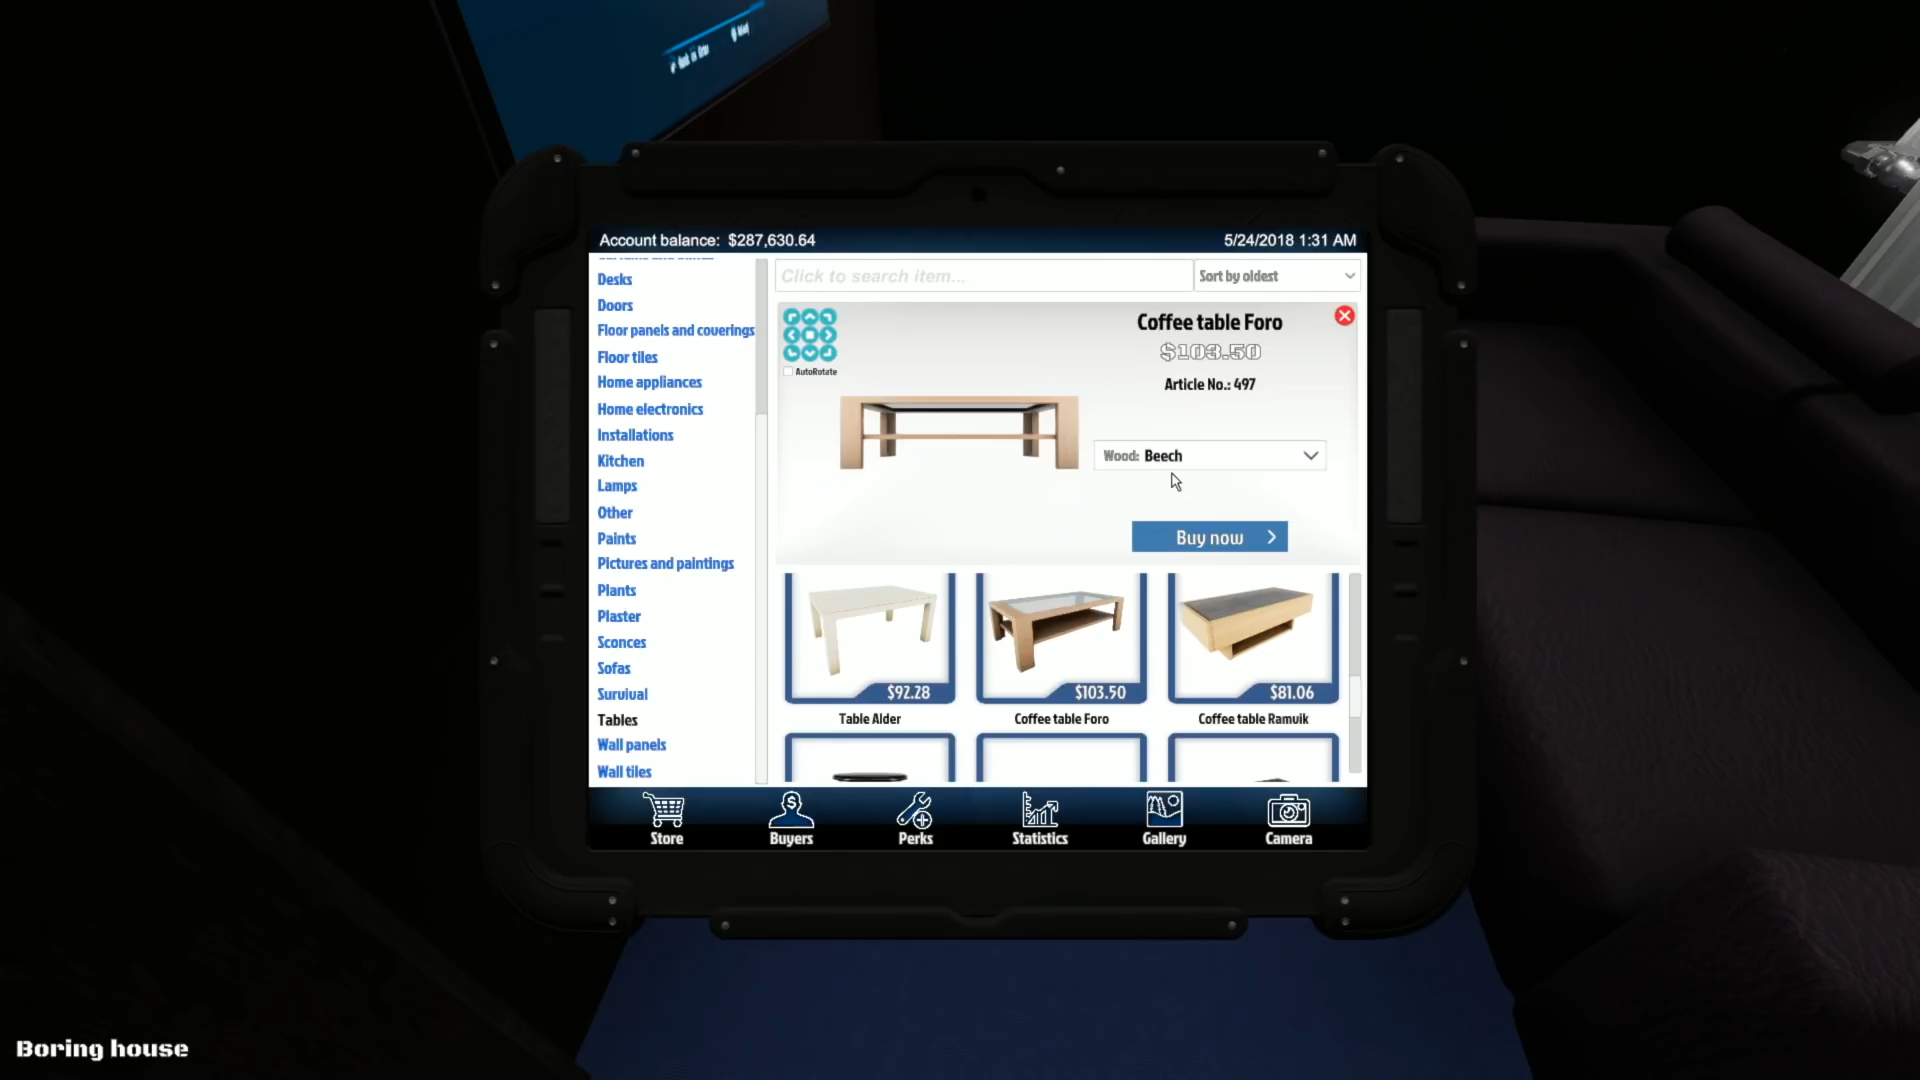 Account balance: $287,630.64
5/24/2018 1:31 AM
Desks
Doors
Floor panels and coverings
Floor tiles
Home appliances
Home electronics
Installations
Kitchen
Lamps
Other
Paints
Pictures and paintings
Plants
Plaster
Sconces
Sofas
Survival
Tables
Wall panels
Wall tiles
Click to search item...
Sort by oldest
AutoRotate
Coffee table Foro
$103.50
Article No.: 497
Wood: Beech
Buy now
$92.28
$103.50
$81.06
Table Alder
Coffee table Foro
Coffee table Ramuik
Store
Buyers
Perks
Statistics
Gallery
Camera
Boring house